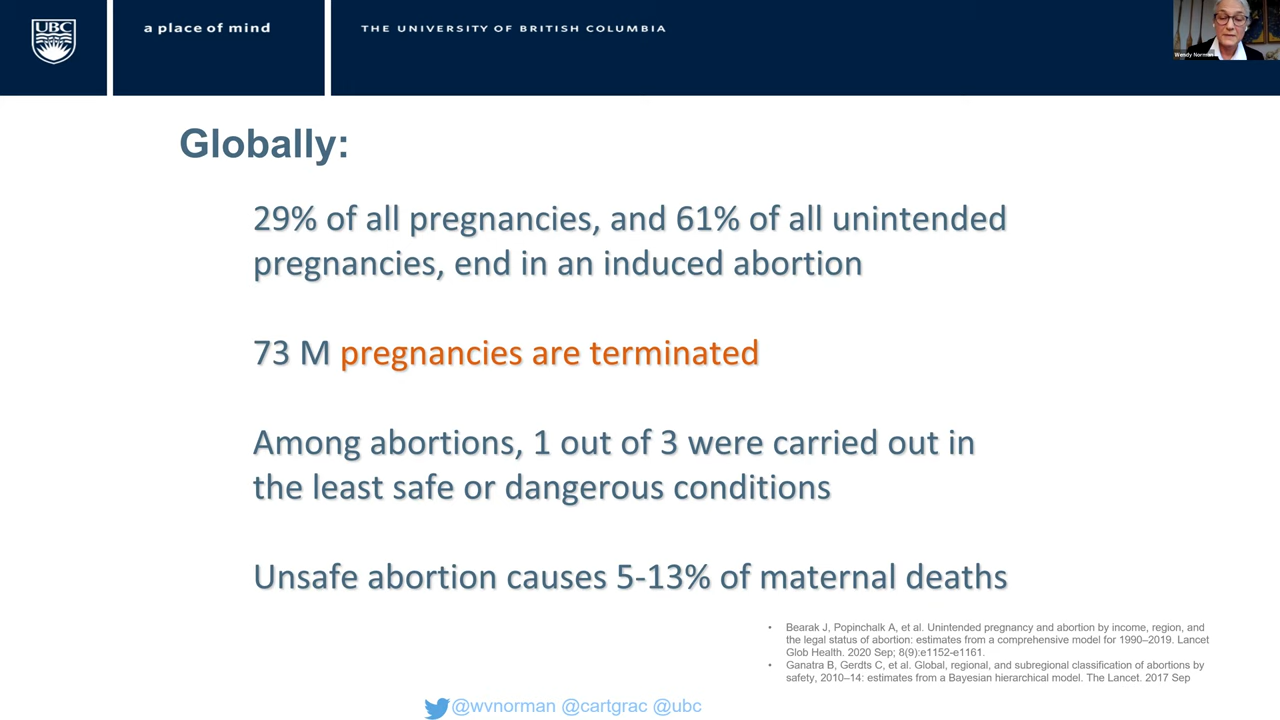 UBC
a place of mind
THE UNIVERSITY OF BRITISH COLUMBIA
Wendy Norman
Globally:
29% of all pregnancies, and 61% of all unintended
pregnancies, end in an induced abortion
73 M pregnancies are terminated
Among abortions, 1 out of 3 were carried out in
the least safe or dangerous conditions
Unsafe abortion causes 5-13% of maternal deaths
• Bearak J, Popinchalk A, et al. Unintended pregnancy and abortion by income, region, and
the legal status of abortion: estimates from a comprehensive model for 1990–2019. Lancet
Glob Health. 2020 Sep; 8(9):e1152-e1161.
• Ganatra B, Gerdts C, et al. Global, regional, and subregional classification of abortions by
safety, 2010–14: estimates from a Bayesian hierarchical model. The Lancet. 2017 Sep
@wvnorman @cartgrac @ubc